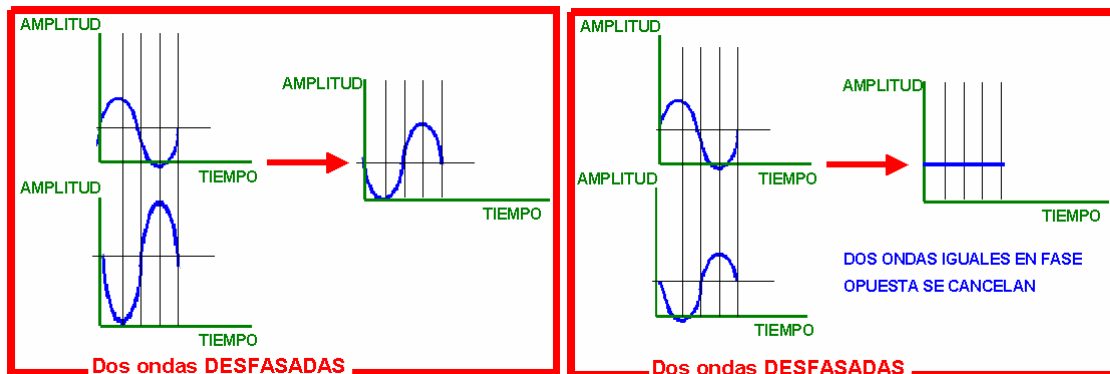 AMPLITUD
AMPLITUD
TIEMPO
AMPLITUD
TIEMPO
TIEMPO
Dos ondas DESFASADAS
AMPLITUD
AMPLITUD
TIEMPO
AMPLITUD
TIEMPO
DOS ONDAS IGUALES EN FASE
OPUESTA SE CANCELAN
TIEMPO
Dos ondas DESFASADAS